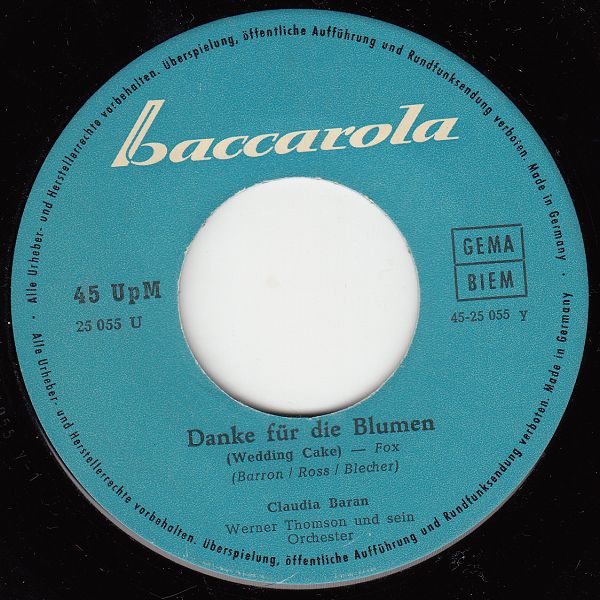 Alle Urheber- und Herstellerrechte vorbehalten. Überspielung, öffentliche Aufführung und Rundfunksendung verboten. Made in Germany
baccarola
GEMA
BIEM
45 UpM
25 055 U
45-25 055 y
Danke für die Blumen
(Wedding Cake) — Fox
(Barron / Ross / Blecher)
Claudia Baran
Werner Thomson und sein
Orchester
Alle Urheber- und Herstellerrechte vorbehalten. Überspielung, öffentliche Aufführung und Rundfunksendung verboten. Made in Germany